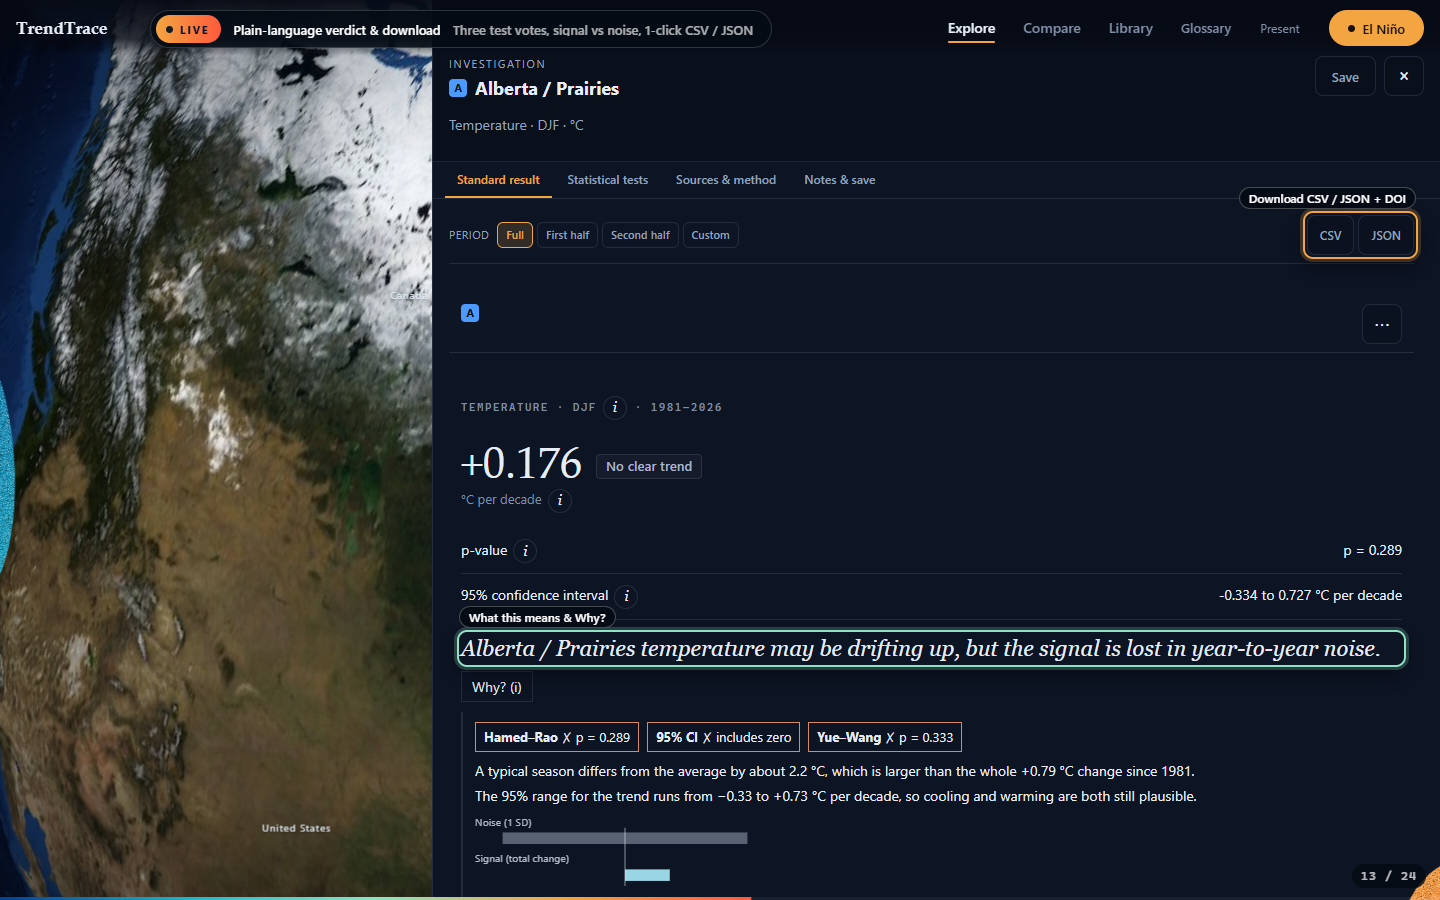 TrendTrace
LIVE Plain-language verdict & download Three test votes, signal vs noise, 1-click CSV / JSON
Explore Compare Library Glossary Present El Niño
INVESTIGATION
A Alberta / Prairies
Save ×
Temperature · DJF · °C
Standard result Statistical tests Sources & method Notes & save
Download CSV / JSON + DOI
PERIOD Full First half Second half Custom
CSV JSON
Canada
A
...
TEMPERATURE · DJF i · 1981–2026
+0.176 No clear trend
°C per decade i
p-value i p = 0.289
95% confidence interval i -0.334 to 0.727 °C per decade
What this means & Why?
Alberta / Prairies temperature may be drifting up, but the signal is lost in year-to-year noise.
Why? (i)
Hamed–Rao ✗ p = 0.289 95% CI ✗ includes zero Yue–Wang ✗ p = 0.333
A typical season differs from the average by about 2.2 °C, which is larger than the whole +0.79 °C change since 1981.
The 95% range for the trend runs from −0.33 to +0.73 °C per decade, so cooling and warming are both still plausible.
Noise (1 SD)
United States
Signal (total change)
13 / 24